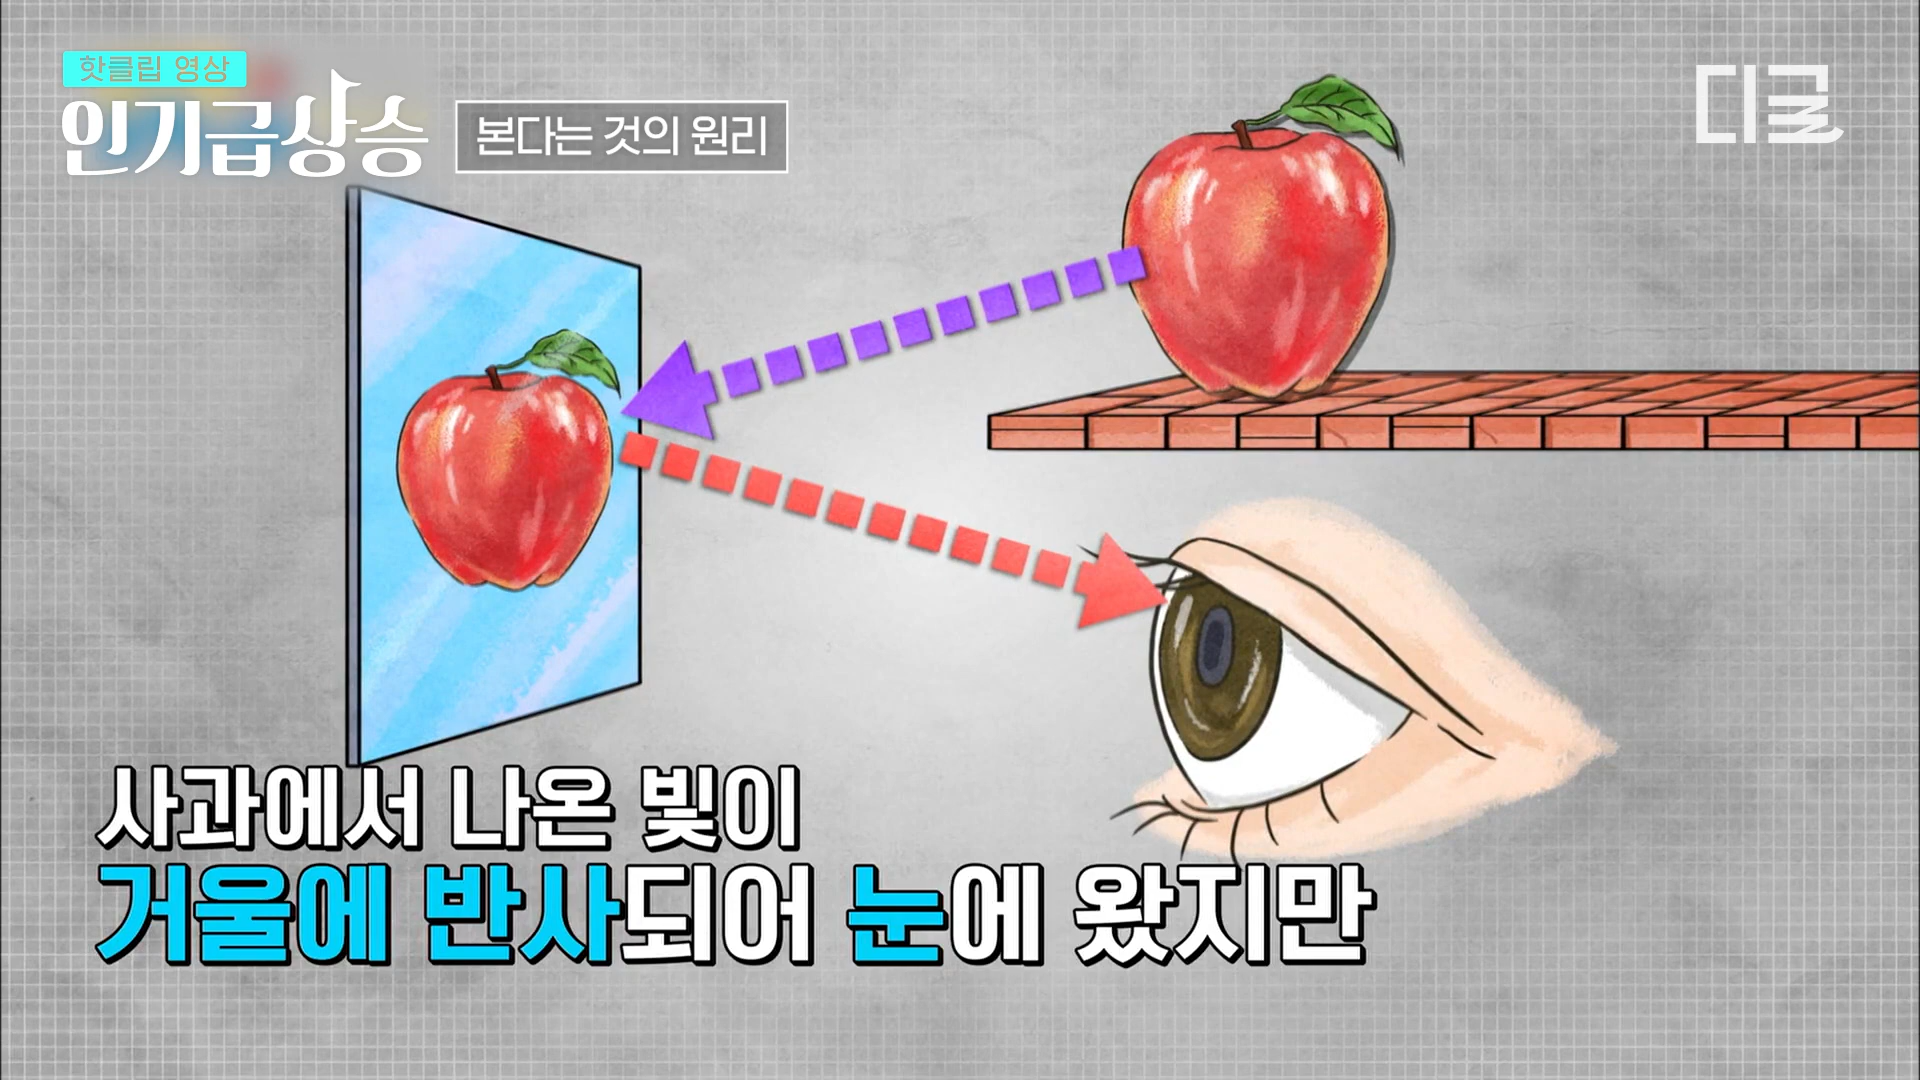 핫클립 영상
인기급상승
본다는 것의 원리
디글
사과에서 나온 빛이
거울에 반사되어 눈에 왔지만